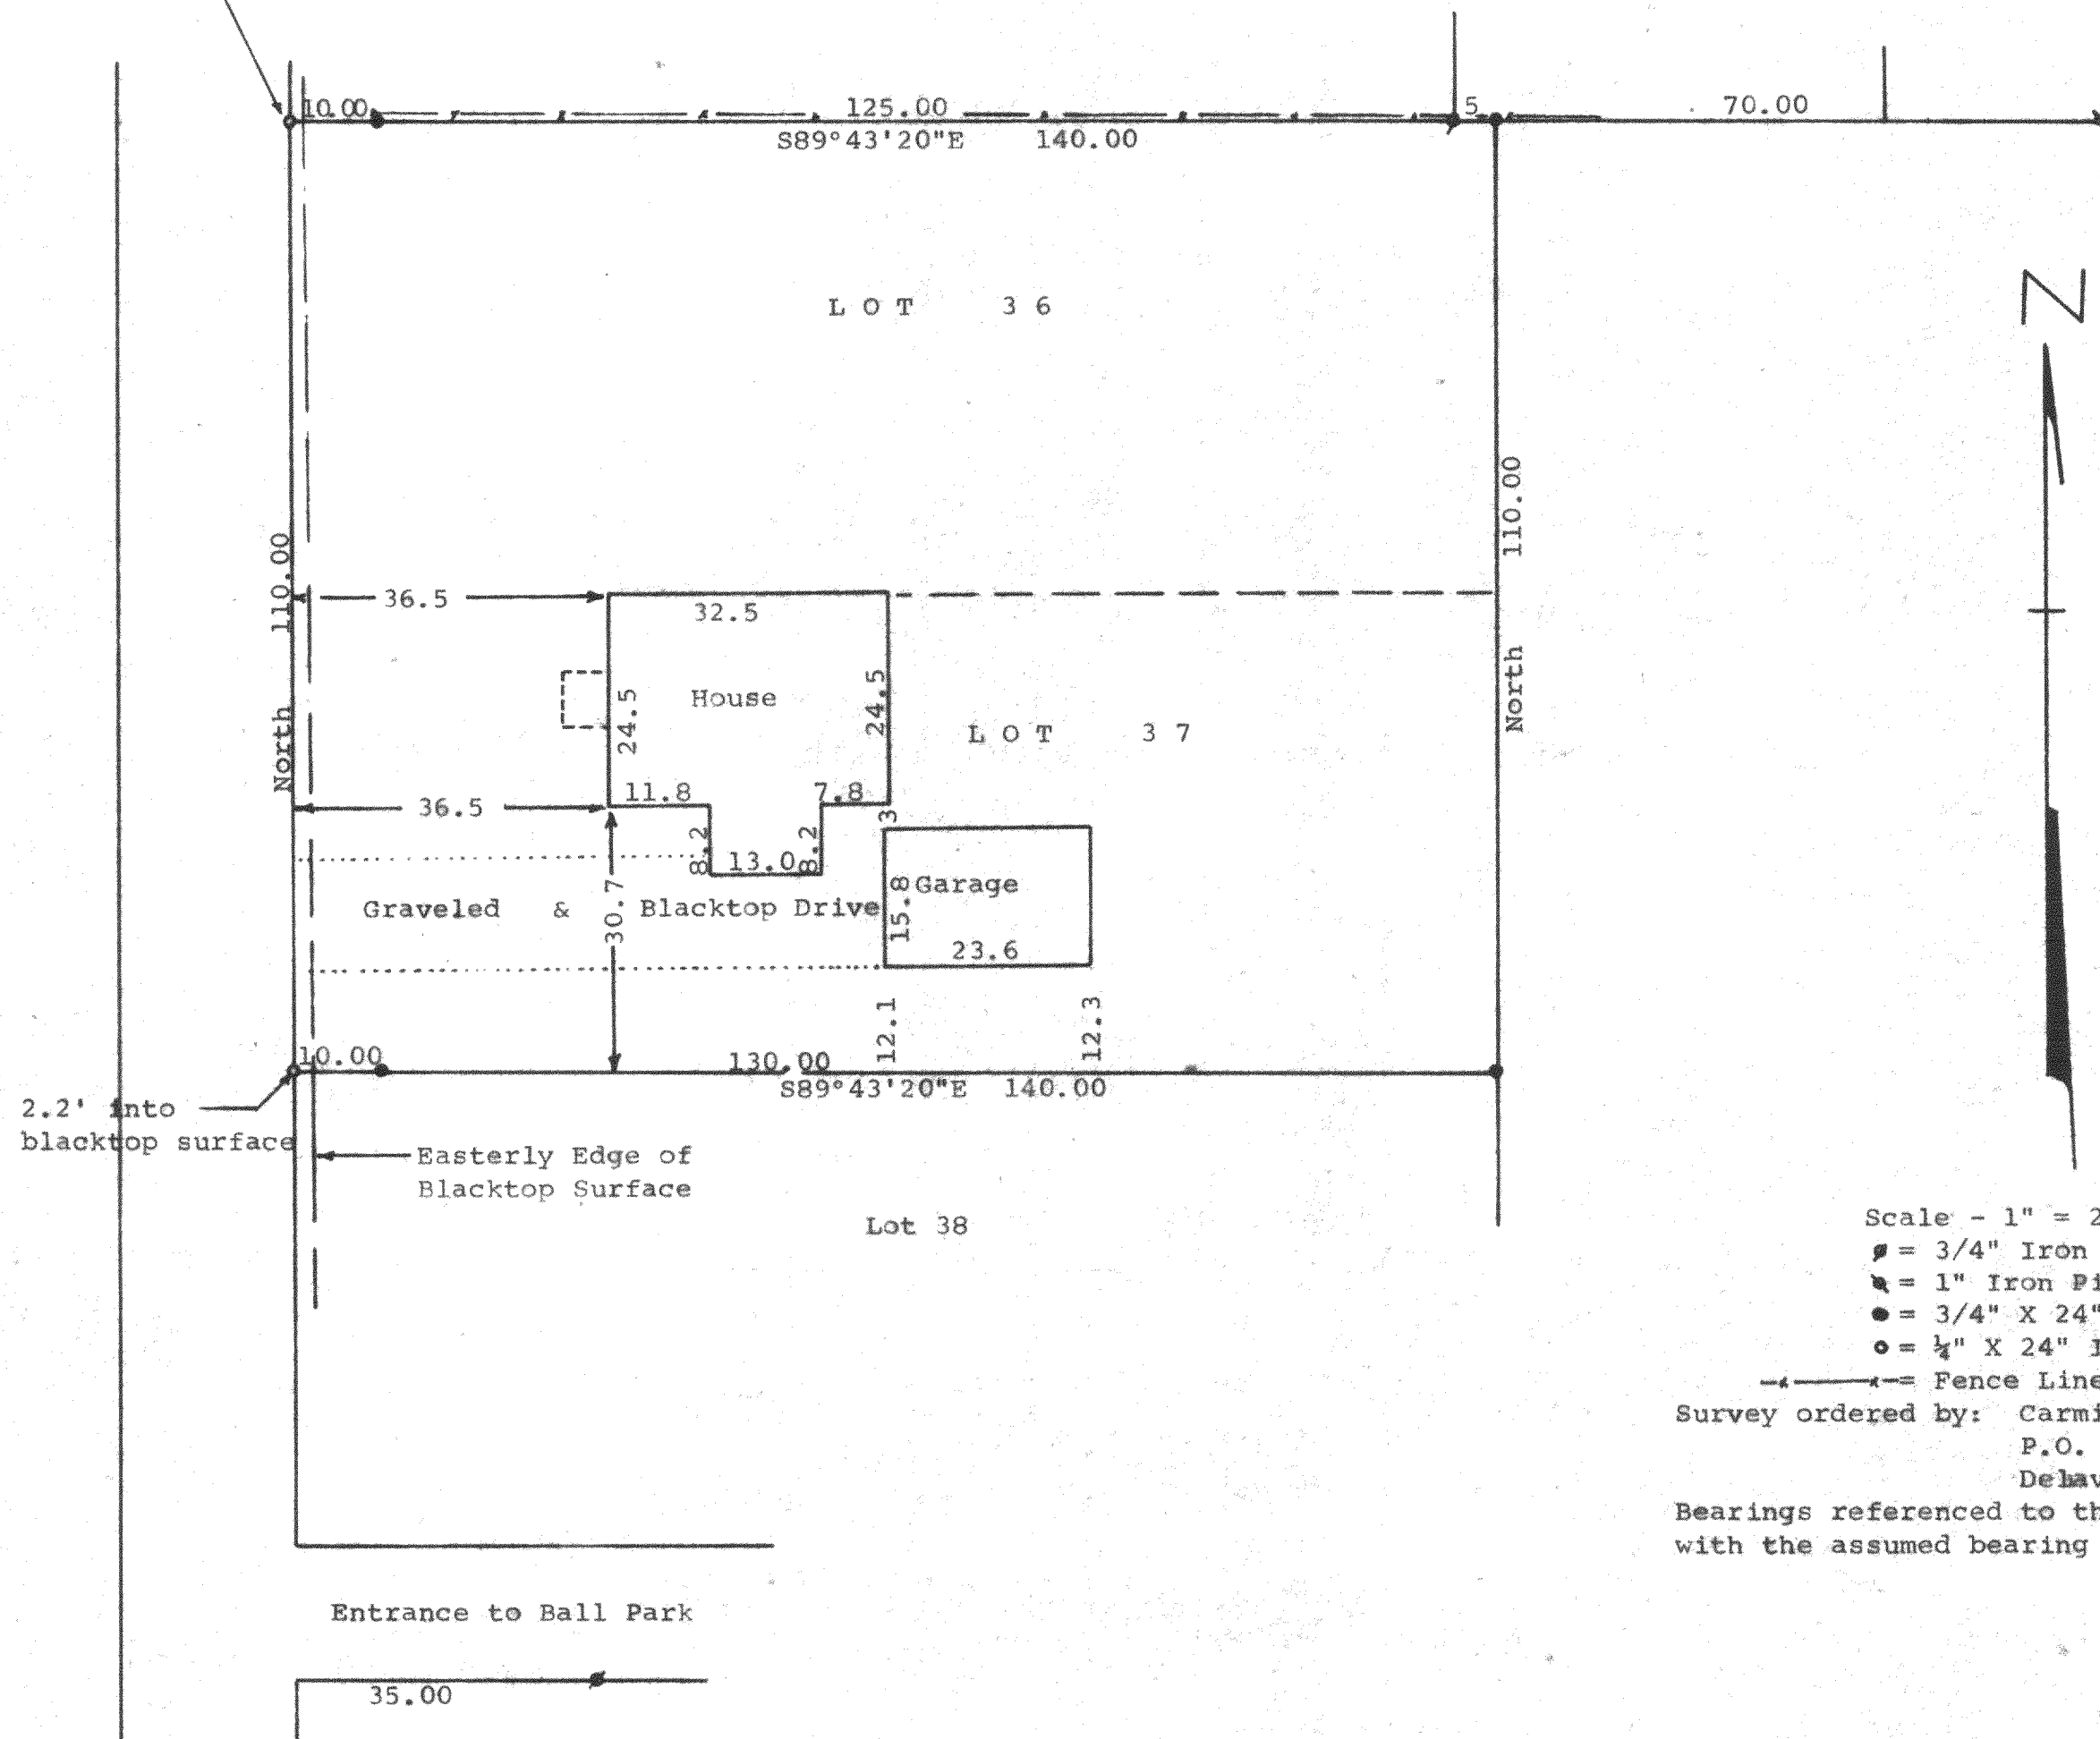 10.00 125.00 5 70.00
S89°43'20"E 140.00
LOT 36
N
North 110.00
North 110.00
36.5
32.5
House
24.5
24.5
LOT 37
11.8
7.8
36.5
8.2
13.0
8.2
3
30.7
Graveled & Blacktop Drive
15.8
Garage
23.6
12.1
12.3
10.00 130.00
S89°43'20"E 140.00
2.2' into
blacktop surface
Easterly Edge of
Blacktop Surface
Lot 38
Scale - 1" = 2
= 3/4" Iron
= 1" Iron Pi
= 3/4" X 24"
= ¼" X 24" I
= Fence Line
Survey ordered by: Carmi
P.O.
Delav
Bearings referenced to th
with the assumed bearing
Entrance to Ball Park
35.00